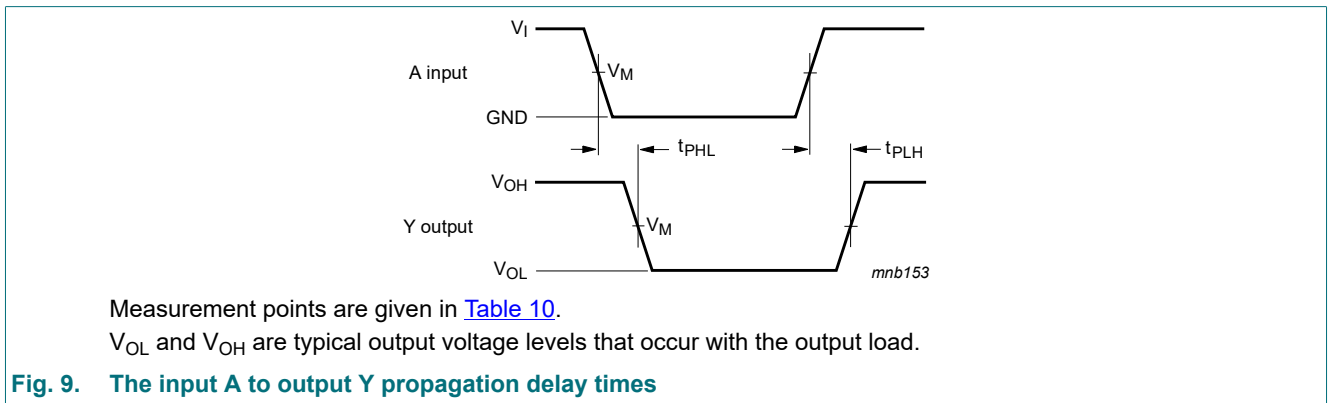 VI
A input
VM
GND
tPHL
tPLH
VOH
Y output
VM
VOL
mnb153
Measurement points are given in Table 10.
VOL and VOH are typical output voltage levels that occur with the output load.
Fig. 9. The input A to output Y propagation delay times